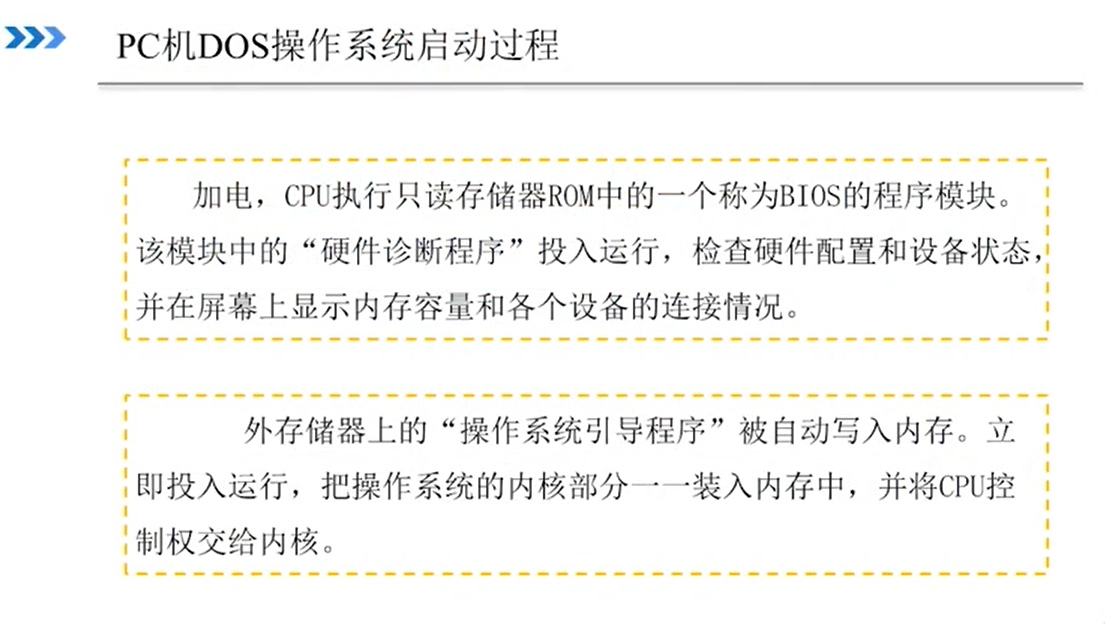 PC机DOS操作系统启动过程
加电，CPU执行只读存储器ROM中的一个称为BIOS的程序模块。
该模块中的“硬件诊断程序”投入运行，检查硬件配置和设备状态，
并在屏幕上显示内存容量和各个设备的连接情况。
外存储器上的“操作系统引导程序”被自动写入内存。立
即投入运行，把操作系统的内核部分一一装入内存中，并将CPU控
制权交给内核。